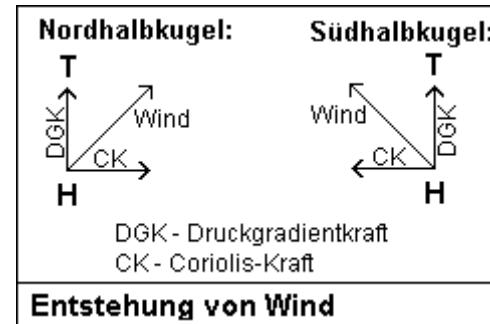 Nordhalbkugel: Südhalbkugel:
T T
DGK Wind Wind DGK
CK CK
H H
DGK - Druckgradientkraft
CK - Coriolis-Kraft
Entstehung von Wind